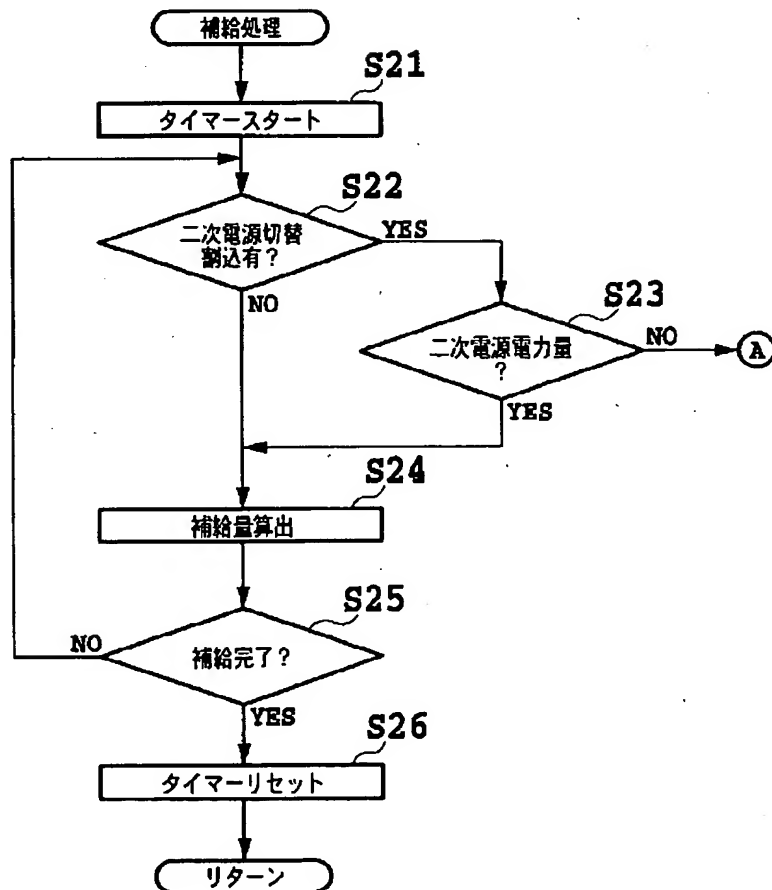 補給処理
S21
タイマースタート
S22
二次電源切替
割込有?
YES
NO
S23
二次電源電力量
?
NO
A
YES
S24
補給量算出
S25
補給完了?
NO
YES
S26
タイマーリセット
リターン